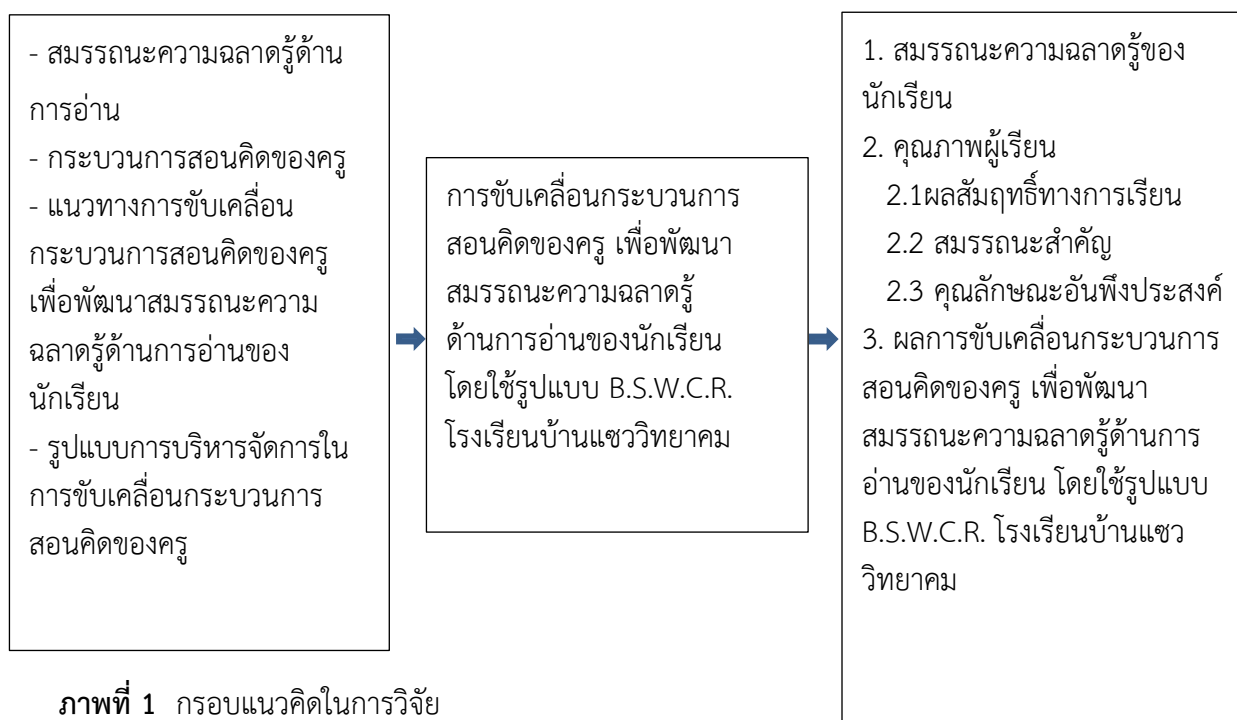 - สมรรถนะความฉลาดรู้ด้าน
การอ่าน
- กระบวนการสอนคิดของครู
- แนวทางการขับเคลื่อน
กระบวนการสอนคิดของครู
เพื่อพัฒนาสมรรถนะความ
ฉลาดรู้ด้านการอ่านของ
นักเรียน
- รูปแบบการบริหารจัดการใน
การขับเคลื่อนกระบวนการ
สอนคิดของครู
การขับเคลื่อนกระบวนการ
สอนคิดของครู เพื่อพัฒนา
สมรรถนะความฉลาดรู้
ด้านการอ่านของนักเรียน
โดยใช้รูปแบบ B.S.W.C.R.
โรงเรียนบ้านแซววิทยาคม
1. สมรรถนะความฉลาดรู้ของ
นักเรียน
2. คุณภาพผู้เรียน
2.1ผลสัมฤทธิ์ทางการเรียน
2.2 สมรรถนะสำคัญ
2.3 คุณลักษณะอันพึงประสงค์
3. ผลการขับเคลื่อนกระบวนการ
สอนคิดของครู เพื่อพัฒนา
สมรรถนะความฉลาดรู้ด้านการ
อ่านของนักเรียน โดยใช้รูปแบบ
B.S.W.C.R. โรงเรียนบ้านแซว
วิทยาคม
ภาพที่ 1 กรอบแนวคิดในการวิจัย